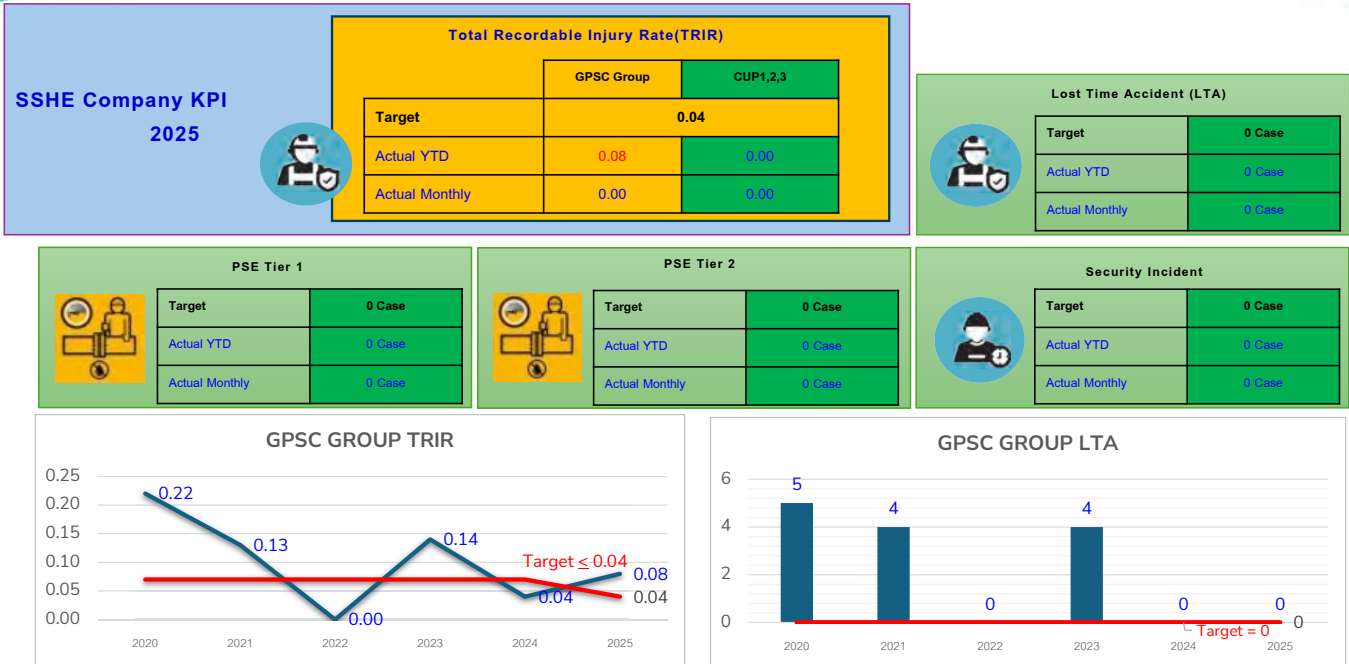 SSHE Company KPI
2025
Total Recordable Injury Rate(TRIR)
GPSC Group CUP1,2,3
Target 0.04
Actual YTD 0.08 0.00
Actual Monthly 0.00 0.00
Lost Time Accident (LTA)
Target 0 Case
Actual YTD 0 Case
Actual Monthly 0 Case
PSE Tier 1
Target 0 Case
Actual YTD 0 Case
Actual Monthly 0 Case
PSE Tier 2
Target 0 Case
Actual YTD 0 Case
Actual Monthly 0 Case
Security Incident
Target 0 Case
Actual YTD 0 Case
Actual Monthly 0 Case
GPSC GROUP TRIR
0.25
0.20
0.15
0.10
0.05
0.00
0.22
0.13
0.00
0.14
0.04
0.08
Target ≤ 0.04
0.04
2020 2021 2022 2023 2024 2025
GPSC GROUP LTA
6
4
2
0
5
4
0
4
0
0
0
Target = 0
2020 2021 2022 2023 2024 2025